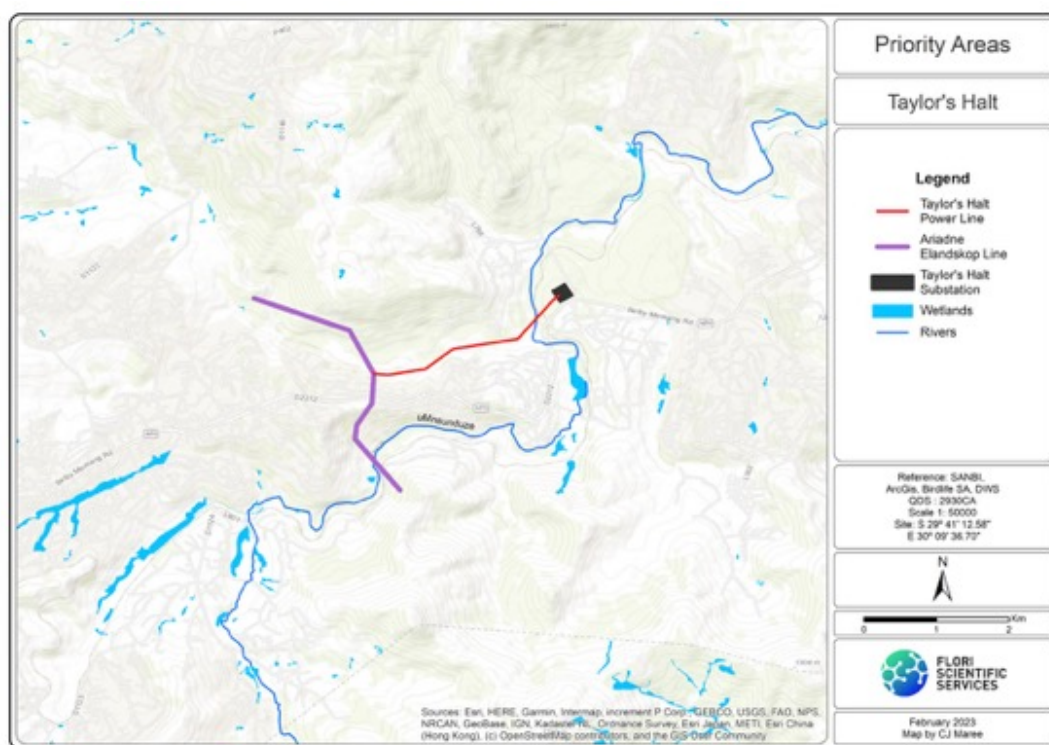 Priority Areas
Taylor's Halt
Legend
Taylor's Halt
Power Line
Ariadne
Elandskop Line
Taylor's Halt
Substation
Wetlands
Rivers
Reference: SANBI,
ArcGis, Birdlife SA, DWS
QDS : 2930CA
Scale 1: 50000
Site: S 29° 41' 12.58"
E 30° 09' 36.70"
N
Km
0 1 2
FLORI
SCIENTIFIC
SERVICES
February 2023
Map by CJ Maree
uMnsunduze
Sources: Esri, HERE, Garmin, Intermap, increment P Corp., GEBCO, USGS, FAO, NPS,
NRCAN, GeoBase, IGN, Kadaster NL, Ordnance Survey, Esri Japan, METI, Esri China
(Hong Kong), (c) OpenStreetMap contributors, and the GIS User Community